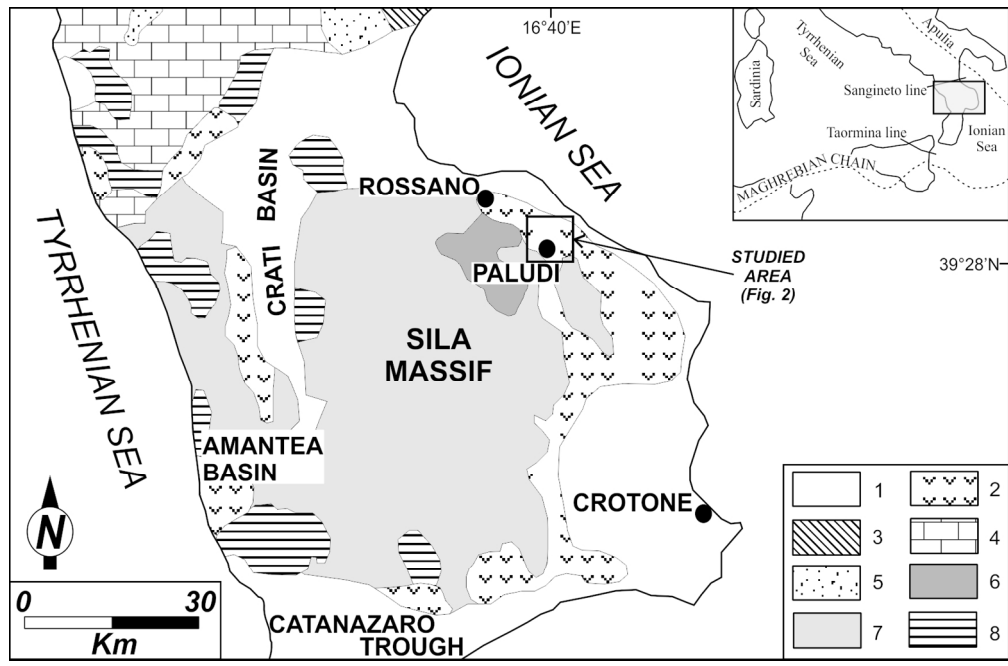 16°40'E
IONIAN SEA
Tyrrhenian
Sea
Apulia
Sardinia
Sangineto line
Taormina line
Ionian
Sea
MAGHREBIAN CHAIN
ROSSANO
CRATI BASIN
PALUDI
STUDIED
AREA
(Fig. 2)
39°28'N
TYRRHENIAN SEA
SILA
MASSIF
AMANTEA
BASIN
CROTONE
N
0 30
Km
CATANAZARO
TROUGH
1 2
3 4
5 6
7 8